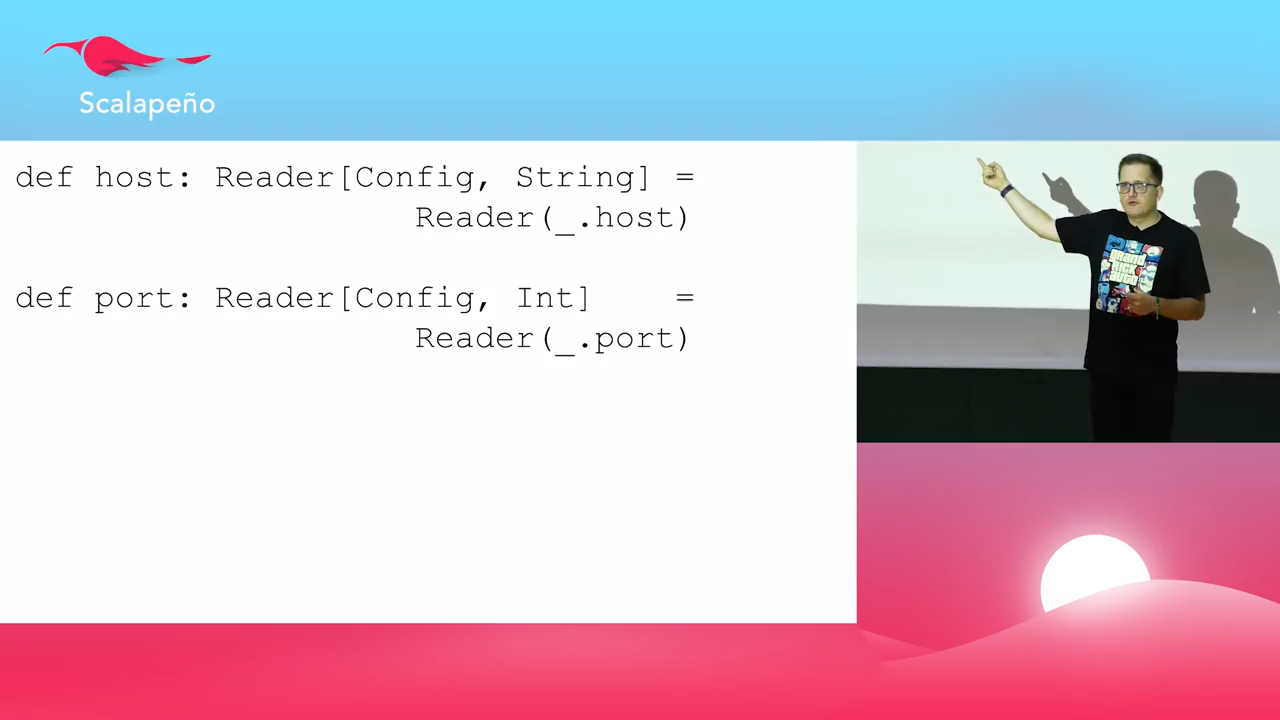 Scalapeño
def host: Reader[Config, String] =
                    Reader(_.host)
def port: Reader[Config, Int]    =
                    Reader(_.port)